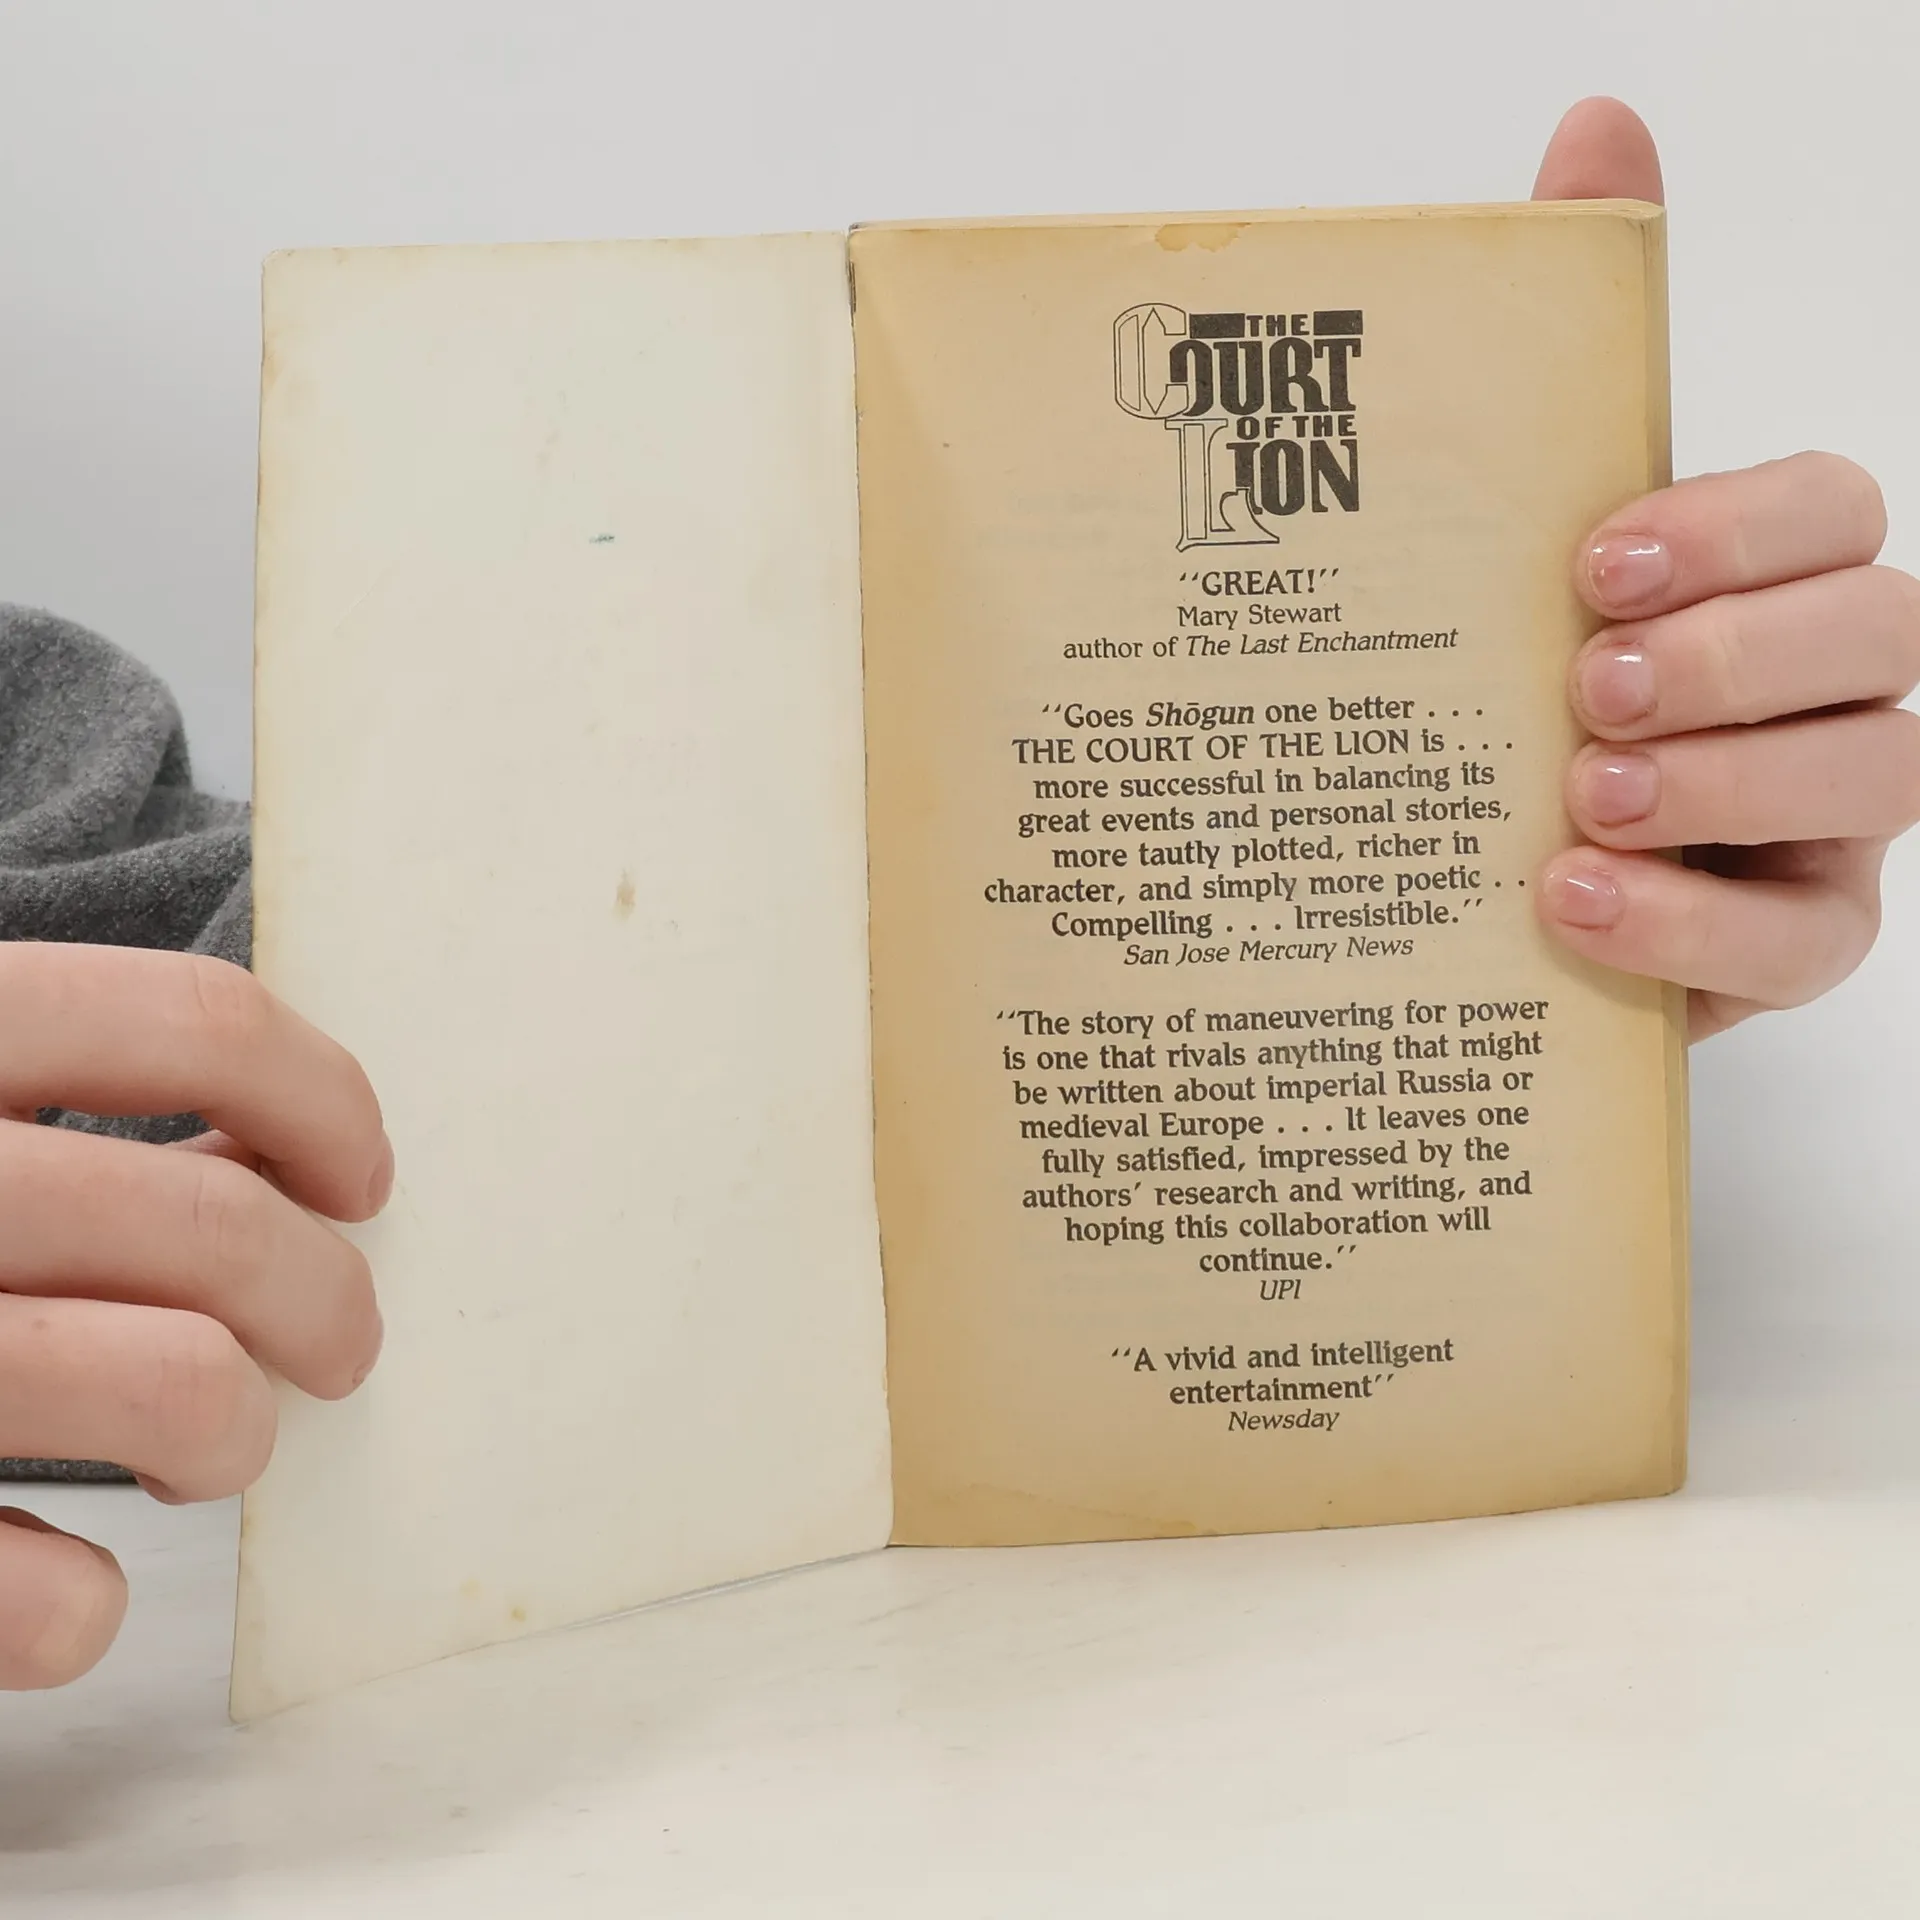 THE
COURT
OF THE
LION
‘‘GREAT!’’
Mary Stewart
author of The Last Enchantment
‘‘Goes Shōgun one better . . .
THE COURT OF THE LION is . . .
more successful in balancing its
great events and personal stories,
more tautly plotted, richer in
character, and simply more poetic . .
Compelling . . . Irresistible.’’
San Jose Mercury News
‘‘The story of maneuvering for power
is one that rivals anything that might
be written about imperial Russia or
medieval Europe . . . It leaves one
fully satisfied, impressed by the
authors’ research and writing, and
hoping this collaboration will
continue.’’
UPI
‘‘A vivid and intelligent
entertainment’’
Newsday